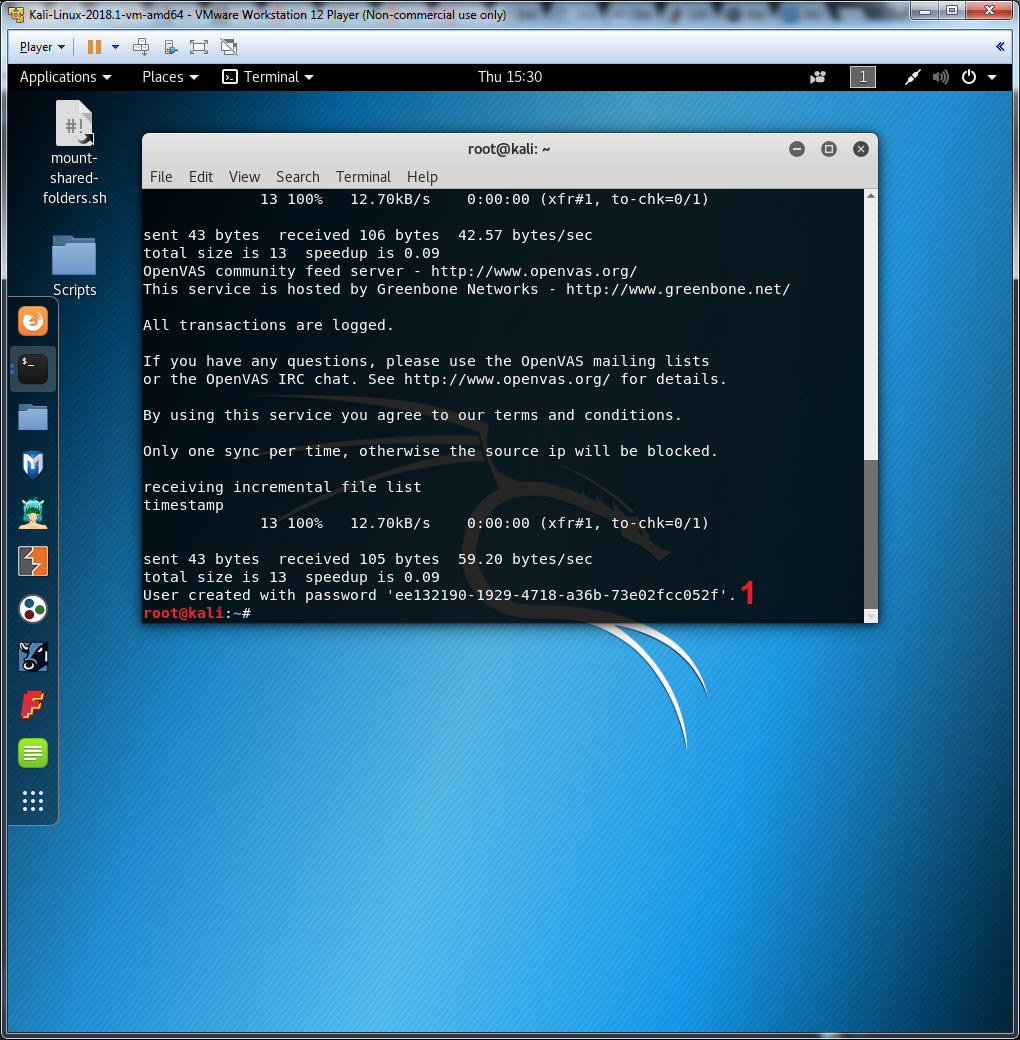 Kali-Linux-2018.1-vm-amd64 - VMware Workstation 12 Player (Non-commercial use only)
Player
Applications Places Terminal Thu 15:30 1
#!
mount-
shared-
folders.sh
Scripts
root@kali: ~
File Edit View Search Terminal Help
13 100% 12.70kB/s 0:00:00 (xfr#1, to-chk=0/1)
sent 43 bytes received 106 bytes 42.57 bytes/sec
total size is 13 speedup is 0.09
OpenVAS community feed server - http://www.openvas.org/
This service is hosted by Greenbone Networks - http://www.greenbone.net/
All transactions are logged.
If you have any questions, please use the OpenVAS mailing lists
or the OpenVAS IRC chat. See http://www.openvas.org/ for details.
By using this service you agree to our terms and conditions.
Only one sync per time, otherwise the source ip will be blocked.
receiving incremental file list
timestamp
13 100% 12.70kB/s 0:00:00 (xfr#1, to-chk=0/1)
sent 43 bytes received 105 bytes 59.20 bytes/sec
total size is 13 speedup is 0.09
User created with password 'ee132190-1929-4718-a36b-73e02fcc052f'. 1
root@kali:~#